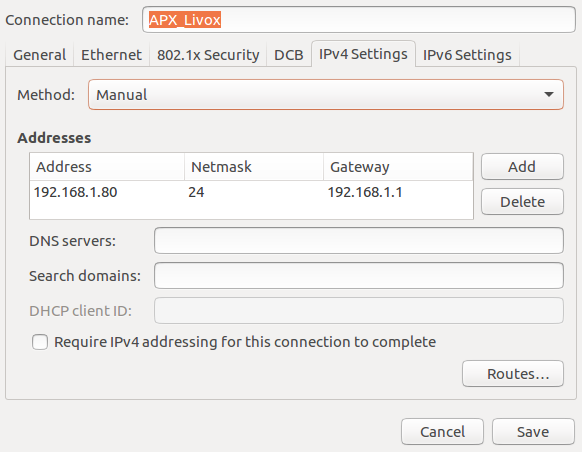 Connection name: APX_Livox
General Ethernet 802.1x Security DCB IPv4 Settings IPv6 Settings
Method: Manual
Addresses
Address Netmask Gateway Add
192.168.1.80 24 192.168.1.1
Delete
DNS servers:
Search domains:
DHCP client ID:
Require IPv4 addressing for this connection to complete
Routes…
Cancel Save